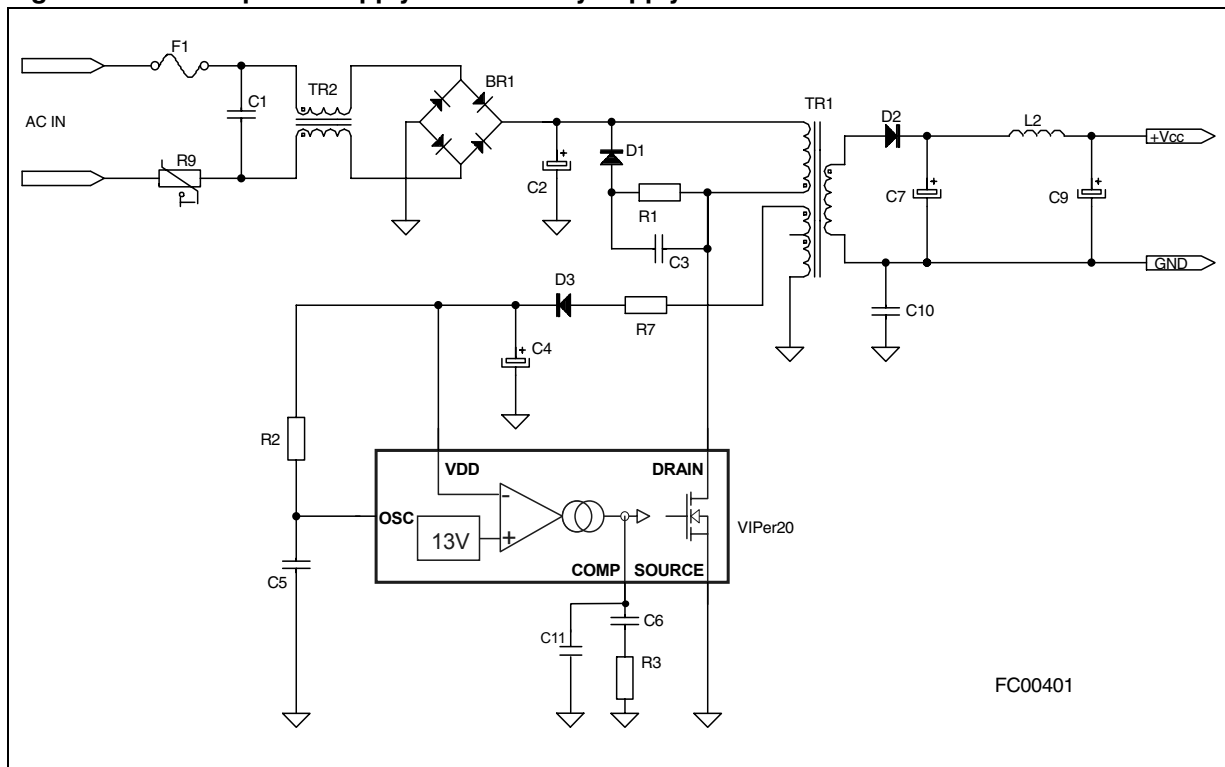 F1
BR1
TR2
TR1
C1
D2
L2
+Vcc
AC IN
D1
R9
C2
C7
C9
R1
C3
GND
D3
C10
R7
C4
R2
VDD
DRAIN
-
OSC
VIPer20
13V
+
COMP
SOURCE
C5
C6
C11
R3
FC00401